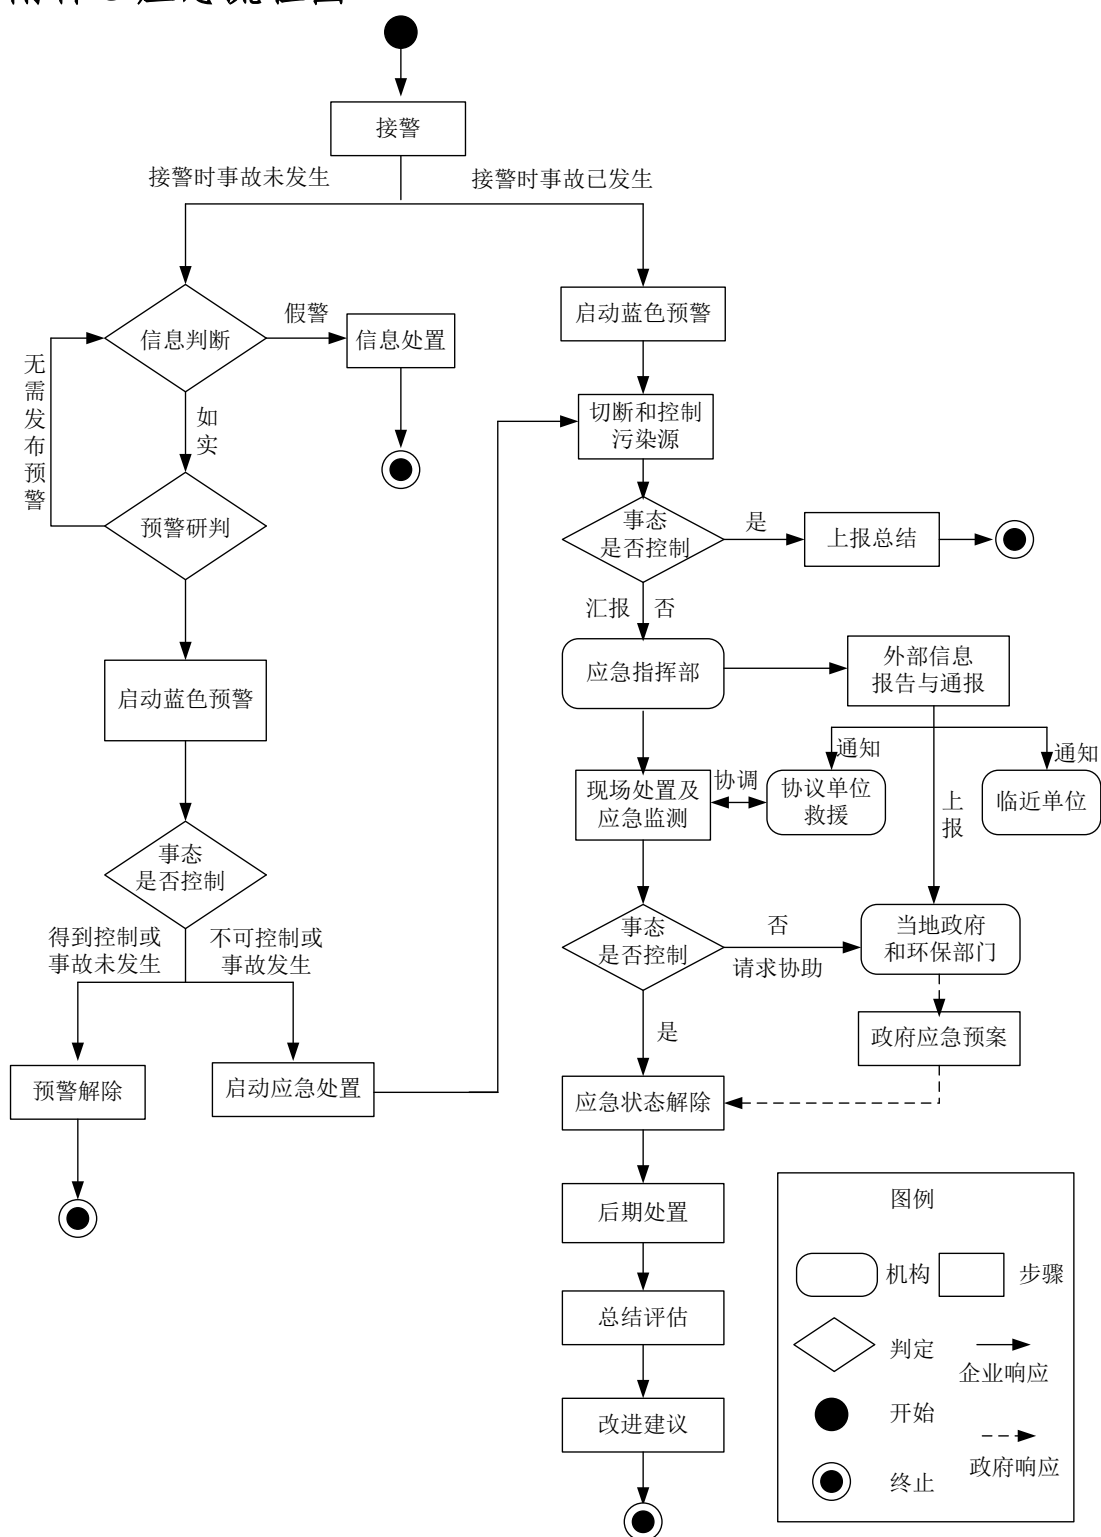 接警
接警时事故未发生
接警时事故已发生
启动蓝色预警
假警
信息判断
信息处置
无需发布预警
如实
切断和控制
污染源
预警研判
事态
是否控制
是
上报总结
汇报
否
应急指挥部
外部信息
报告与通报
启动蓝色预警
通知
通知
现场处置及
应急监测
协调
协议单位
救援
上报
临近单位
事态
是否控制
得到控制或
事故未发生
不可控制或
事故发生
事态
是否控制
否
请求协助
当地政府
和环保部门
是
政府应急预案
预警解除
启动应急处置
应急状态解除
后期处置
总结评估
改进建议
图例
机构
步骤
判定
企业响应
开始
政府响应
终止